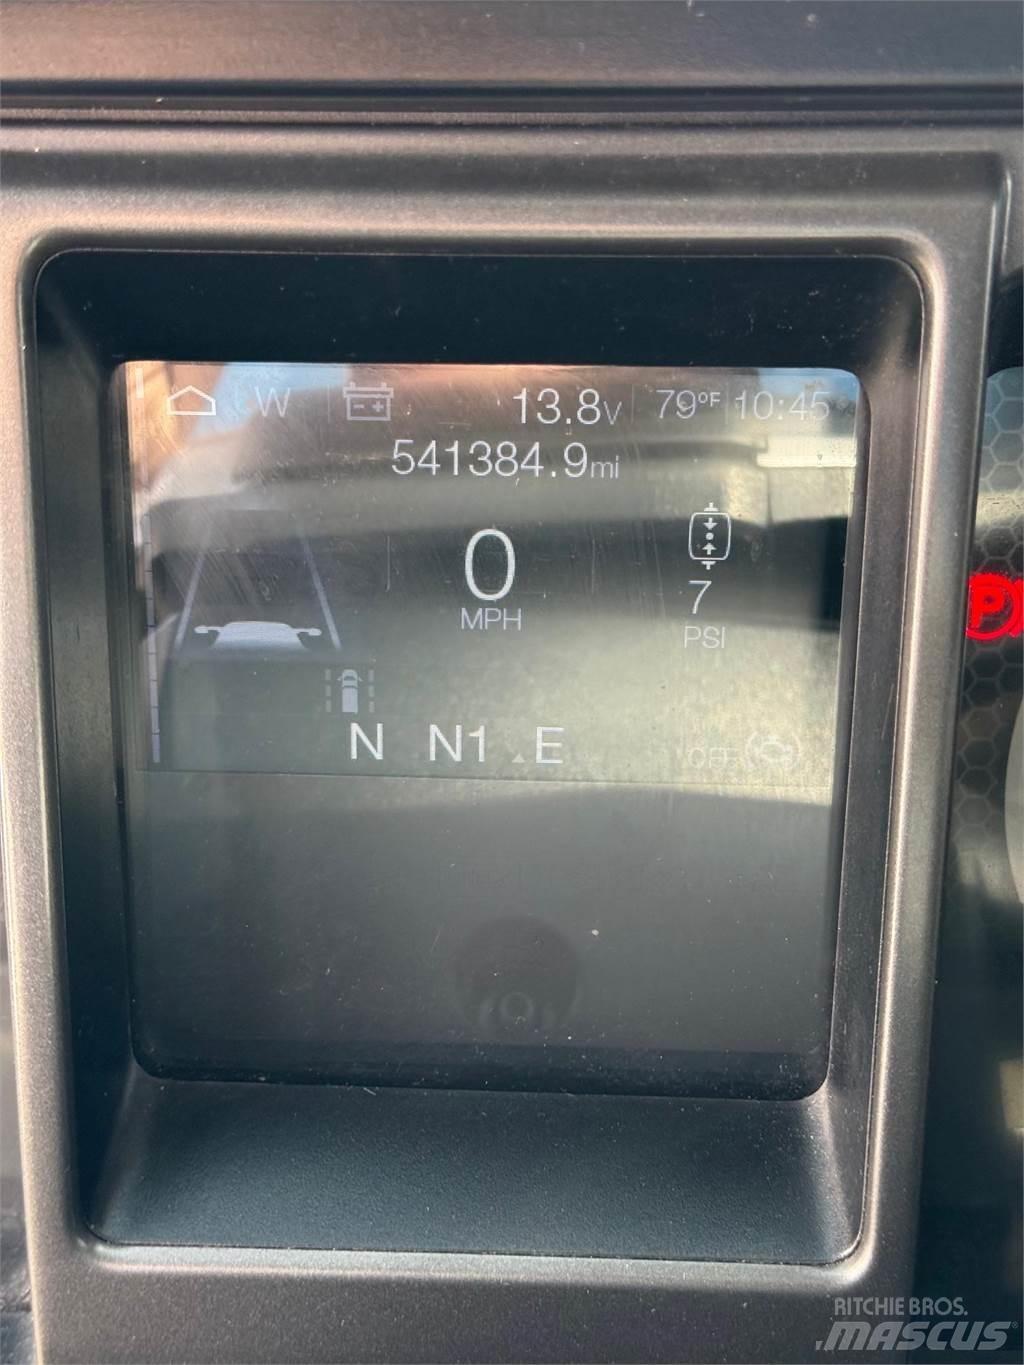 W 13.8V 79°F 10:45
541384.9mi
0
MPH
7
PSI
P
N N1 E OFF
RITCHIE BROS.
MASCUS